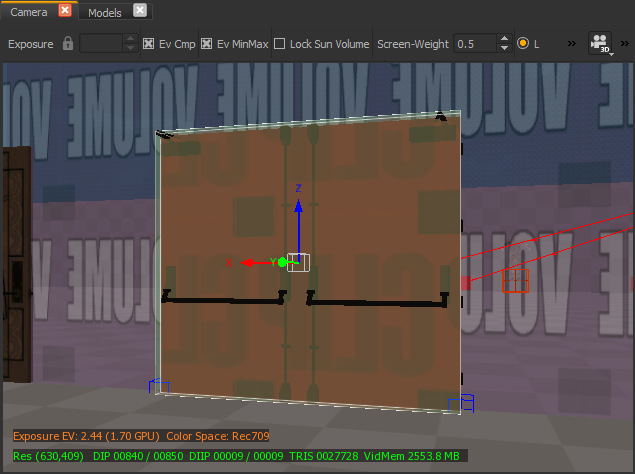 Camera
Models
Exposure Ev Cmp Ev MinMax Lock Sun Volume Screen-Weight 0.5 L » 3D »
VOLUME VOLUME VOLUME
Z
X Y
VOLUME VOLUME
Exposure EV: 2.44 (1.70 GPU) Color Space: Rec709
Res (630,409) DIP 00840 / 00850 DIIP 00009 / 00009 TRIS 0027728 VidMem 2553.8 MB